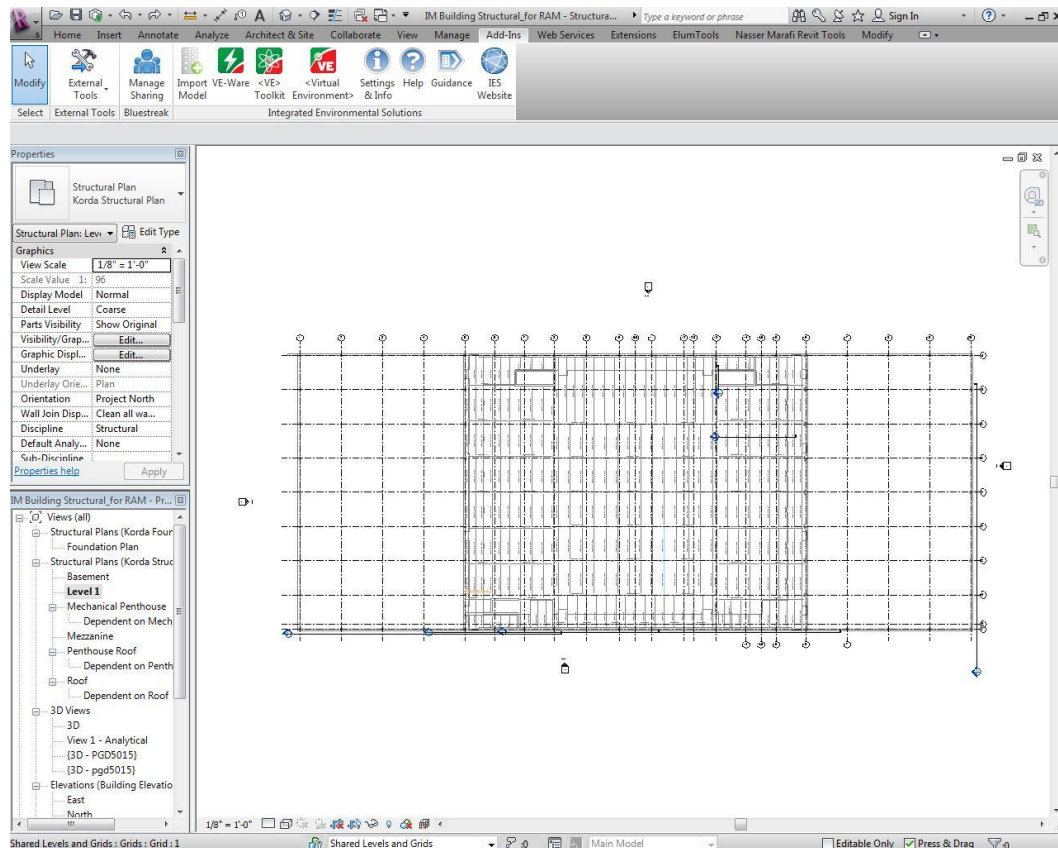 IM Building Structural_for RAM - Structura... Type a keyword or phrase Sign In
Home Insert Annotate Analyze Architect & Site Collaborate View Manage Add-Ins Web Services Extensions ElumTools Nasser Marafi Revit Tools Modify
Modify External Tools Manage Sharing Import Model VE-Ware <VE> Toolkit <Virtual Environment> Settings & Info Help Guidance IES Website
Select External Tools Bluestreak Integrated Environmental Solutions
Properties
Structural Plan
Korda Structural Plan
Structural Plan: Lev Edit Type
Graphics
View Scale 1/8" = 1'-0"
Scale Value 1: 96
Display Model Normal
Detail Level Coarse
Parts Visibility Show Original
Visibility/Grap... Edit...
Graphic Displ... Edit...
Underlay None
Underlay Orie... Plan
Orientation Project North
Wall Join Disp... Clean all wa...
Discipline Structural
Default Analy... None
Sub-Discipline
Properties help Apply
IM Building Structural_for RAM - Pr...
Views (all)
Structural Plans (Korda Four
Foundation Plan
Structural Plans (Korda Struc
Basement
Level 1
Mechanical Penthouse
Dependent on Mech
Mezzanine
Penthouse Roof
Dependent on Penth
Roof
Dependent on Roof
3D Views
3D
View 1 - Analytical
{3D - PGD5015}
{3D - pgd5015}
Elevations (Building Elevatio
East
North
1/8" = 1'-0"
Shared Levels and Grids : Grids : Grid : 1 Shared Levels and Grids :0 Main Model Editable Only Press & Drag :0